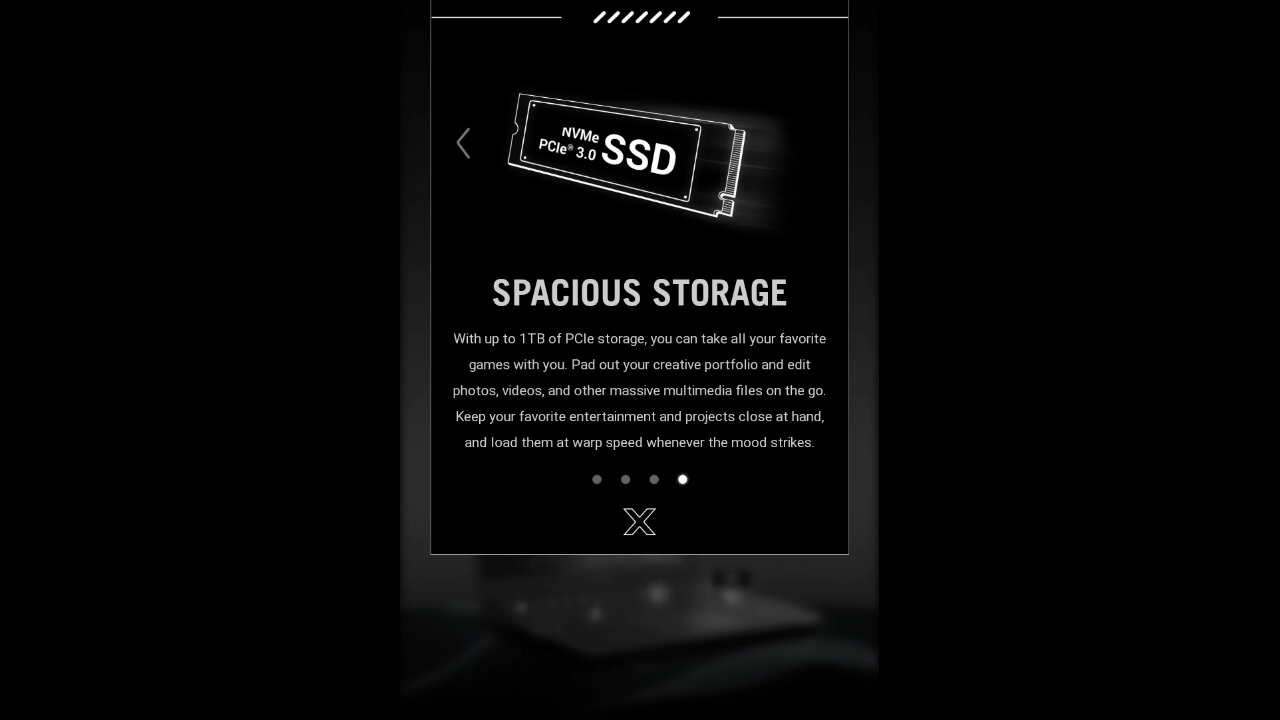 NVMe
PCIe® 3.0 SSD
SPACIOUS STORAGE
With up to 1TB of PCIe storage, you can take all your favorite
games with you. Pad out your creative portfolio and edit
photos, videos, and other massive multimedia files on the go.
Keep your favorite entertainment and projects close at hand,
and load them at warp speed whenever the mood strikes.